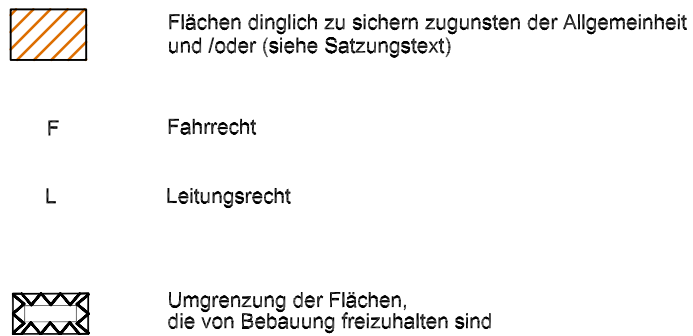 Flächen dinglich zu sichern zugunsten der Allgemeinheit
und /oder (siehe Satzungstext)
F Fahrrecht
L Leitungsrecht
Umgrenzung der Flächen,
die von Bebauung freizuhalten sind